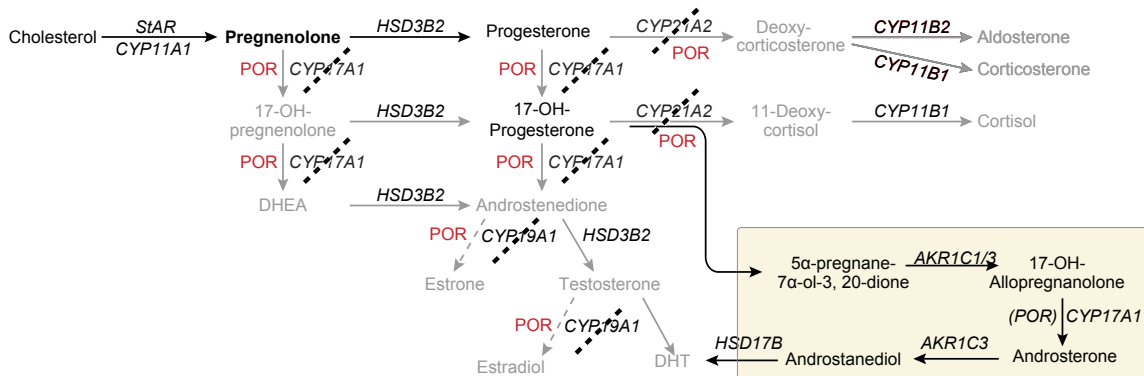 StAR
Cholesterol
CYP11A1
Pregnenolone
HSD3B2
Progesterone
CYP21A2
POR
Deoxy-
corticosterone
CYP11B2
Aldosterone
CYP11B1
Corticosterone
POR
CYP17A1
POR
CYP17A1
17-OH-
pregnenolone
HSD3B2
17-OH-
Progesterone
CYP21A2
POR
11-Deoxy-
cortisol
CYP11B1
Cortisol
POR
CYP17A1
POR
CYP17A1
DHEA
HSD3B2
Androstenedione
POR
CYP19A1
HSD3B2
Estrone
Testosterone
POR
CYP19A1
Estradiol
DHT
5α-pregnane-
7α-ol-3, 20-dione
AKR1C1/3
17-OH-
Allopregnanolone
(POR)
CYP17A1
HSD17B
Androstanediol
AKR1C3
Androsterone